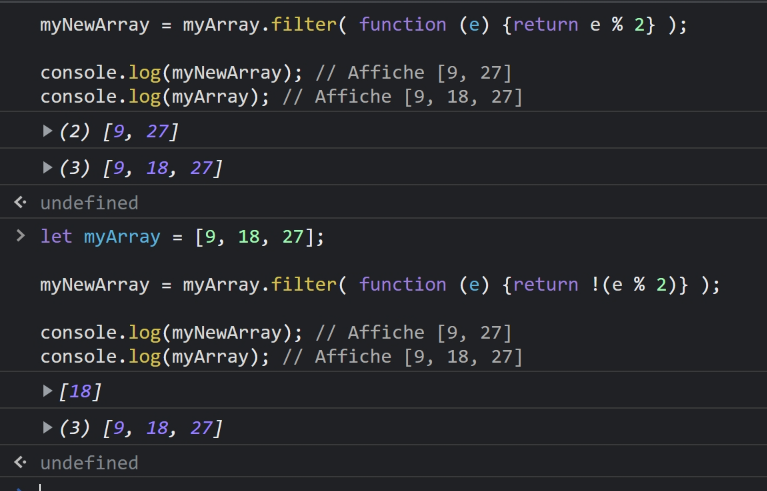 myNewArray = myArray.filter( function (e) {return e % 2} );
console.log(myNewArray); // Affiche [9, 27]
console.log(myArray); // Affiche [9, 18, 27]
▶(2) [9, 27]
▶(3) [9, 18, 27]
undefined
> let myArray = [9, 18, 27];
myNewArray = myArray.filter( function (e) {return !(e % 2)} );
console.log(myNewArray); // Affiche [9, 27]
console.log(myArray); // Affiche [9, 18, 27]
▶[18]
▶(3) [9, 18, 27]
undefined